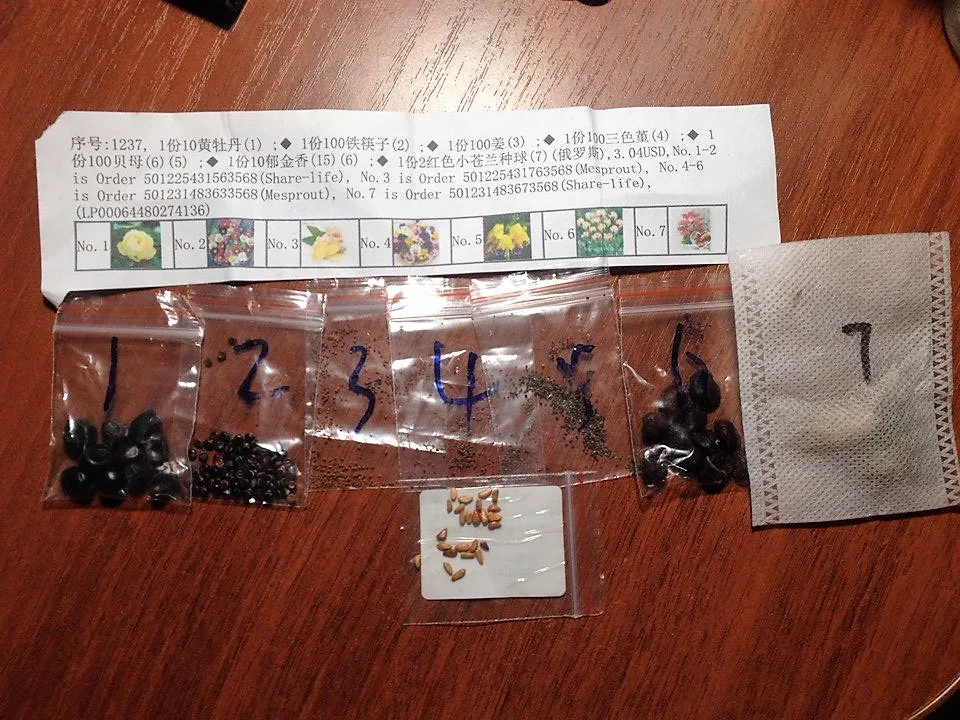 序号:1237, 1份10黄牡丹(1) ;◆ 1份100铁筷子(2) ;◆ 1份100姜(3) ;◆ 1份100三色堇(4) ;◆ 1
份100贝母(6)(5) ;◆ 1份10郁金香(15)(6) ;◆ 1份2红色小苍兰种球(7)(俄罗斯),3.04USD,No.1-2
is Order 501225431563568(Share-life), No.3 is Order 501225431763568(Mesprout), No.4-6
is Order 501231483633568(Mesprout), No.7 is Order 501231483673568(Share-life),
(LP00064480274136)
No.1 No.2 No.3 No.4 No.5 No.6 No.7
1 2 3 4 5 6 7